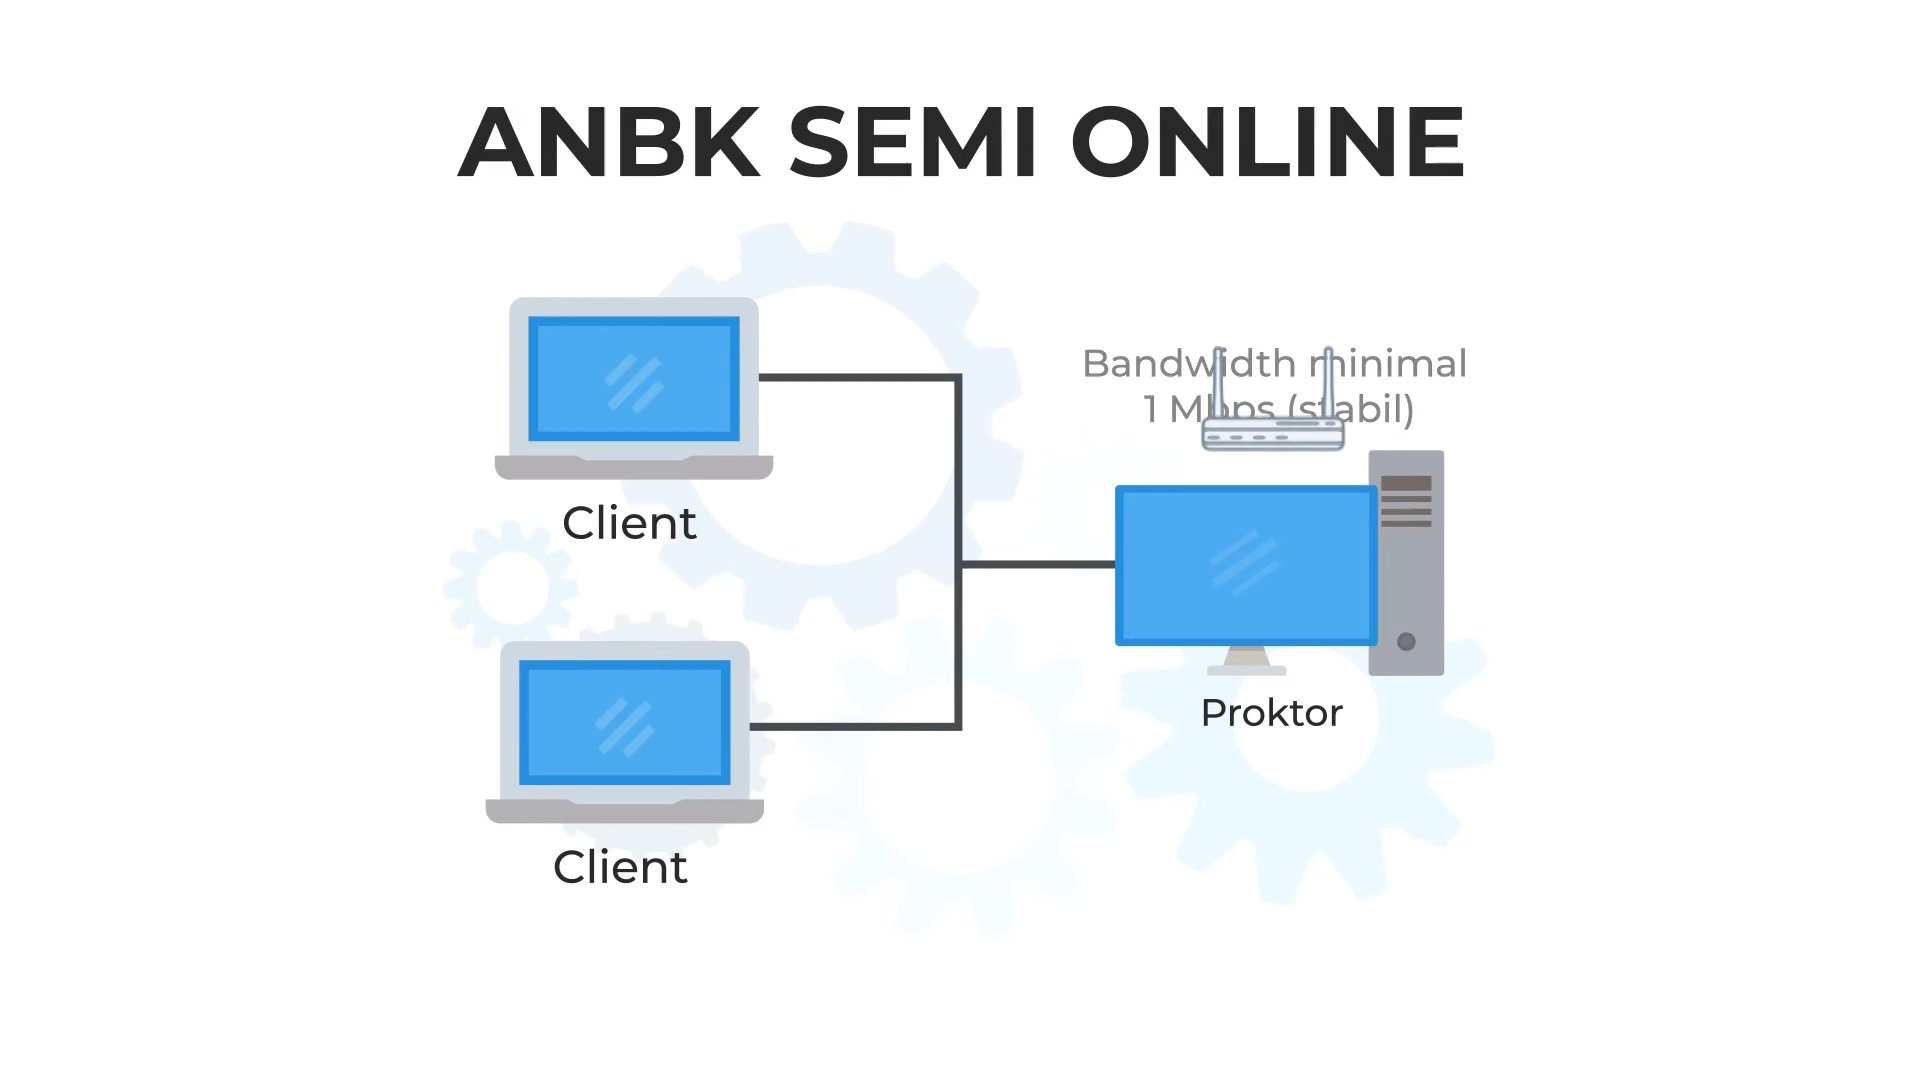 ANBK SEMI ONLINE
Bandwidth minimal
1 Mbps (stabil)
Client
Proktor
Client